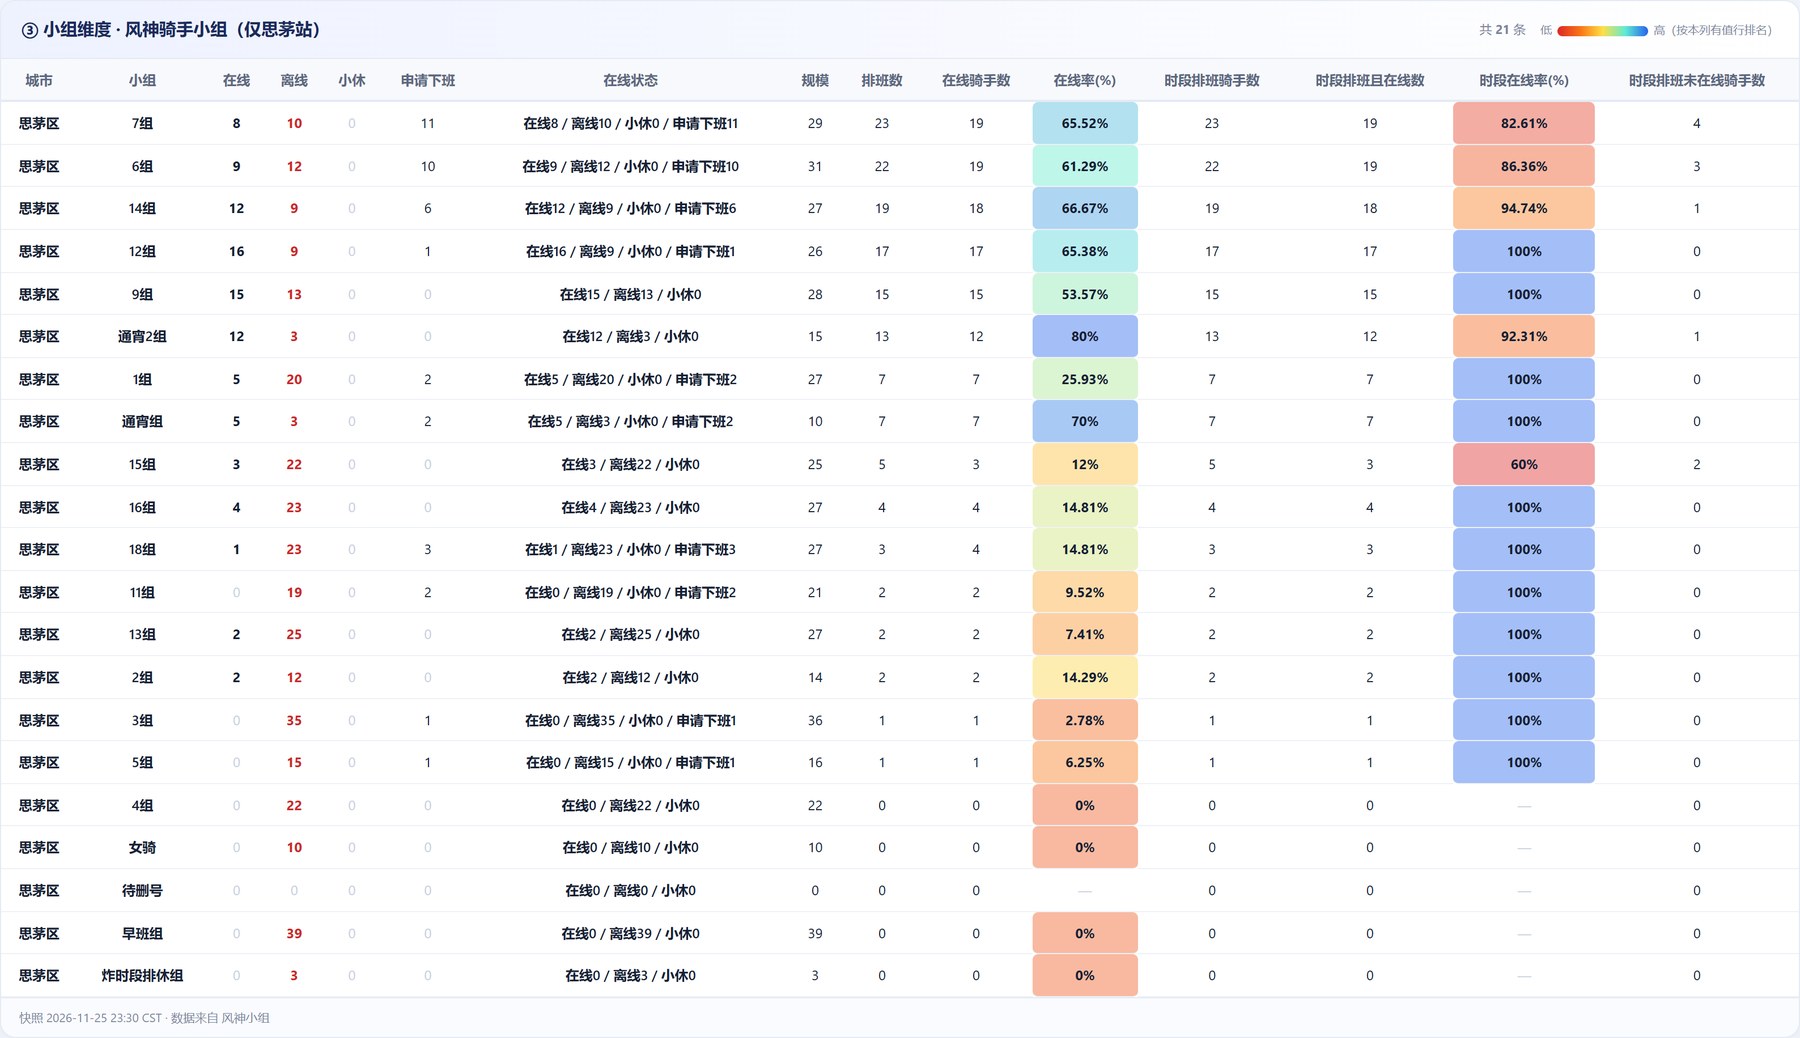 ③ 小组维度 · 风神骑手小组（仅思茅站）
共 21 条 低 高 (按本列有值行排名)
城市 小组 在线 离线 小休 申请下班 在线状态 规模 排班数 在线骑手数 在线率(%) 时段排班骑手数 时段排班且在线数 时段在线率(%) 时段排班未在线骑手数
思茅区 7组 8 10 0 11 在线8 / 离线10 / 小休0 / 申请下班11 29 23 19 65.52% 23 19 82.61% 4
思茅区 6组 9 12 0 10 在线9 / 离线12 / 小休0 / 申请下班10 31 22 19 61.29% 22 19 86.36% 3
思茅区 14组 12 9 0 6 在线12 / 离线9 / 小休0 / 申请下班6 27 19 18 66.67% 19 18 94.74% 1
思茅区 12组 16 9 0 1 在线16 / 离线9 / 小休0 / 申请下班1 26 17 17 65.38% 17 17 100% 0
思茅区 9组 15 13 0 0 在线15 / 离线13 / 小休0 28 15 15 53.57% 15 15 100% 0
思茅区 通宵2组 12 3 0 0 在线12 / 离线3 / 小休0 15 13 12 80% 13 12 92.31% 1
思茅区 1组 5 20 0 2 在线5 / 离线20 / 小休0 / 申请下班2 27 7 7 25.93% 7 7 100% 0
思茅区 通宵组 5 3 0 2 在线5 / 离线3 / 小休0 / 申请下班2 10 7 7 70% 7 7 100% 0
思茅区 15组 3 22 0 0 在线3 / 离线22 / 小休0 25 5 3 12% 5 3 60% 2
思茅区 16组 4 23 0 0 在线4 / 离线23 / 小休0 27 4 4 14.81% 4 4 100% 0
思茅区 18组 1 23 0 3 在线1 / 离线23 / 小休0 / 申请下班3 27 3 4 14.81% 3 3 100% 0
思茅区 11组 0 19 0 2 在线0 / 离线19 / 小休0 / 申请下班2 21 2 2 9.52% 2 2 100% 0
思茅区 13组 2 25 0 0 在线2 / 离线25 / 小休0 27 2 2 7.41% 2 2 100% 0
思茅区 2组 2 12 0 0 在线2 / 离线12 / 小休0 14 2 2 14.29% 2 2 100% 0
思茅区 3组 0 35 0 1 在线0 / 离线35 / 小休0 / 申请下班1 36 1 1 2.78% 1 1 100% 0
思茅区 5组 0 15 0 1 在线0 / 离线15 / 小休0 / 申请下班1 16 1 1 6.25% 1 1 100% 0
思茅区 4组 0 22 0 0 在线0 / 离线22 / 小休0 22 0 0 0% 0 0 — 0
思茅区 女骑 0 10 0 0 在线0 / 离线10 / 小休0 10 0 0 0% 0 0 — 0
思茅区 待删号 0 0 0 0 在线0 / 离线0 / 小休0 0 0 0 — 0 0 — 0
思茅区 早班组 0 39 0 0 在线0 / 离线39 / 小休0 39 0 0 0% 0 0 — 0
思茅区 炸时段排休组 0 3 0 0 在线0 / 离线3 / 小休0 3 0 0 0% 0 0 — 0
快照 2026-11-25 23:30 CST · 数据来自 风神小组